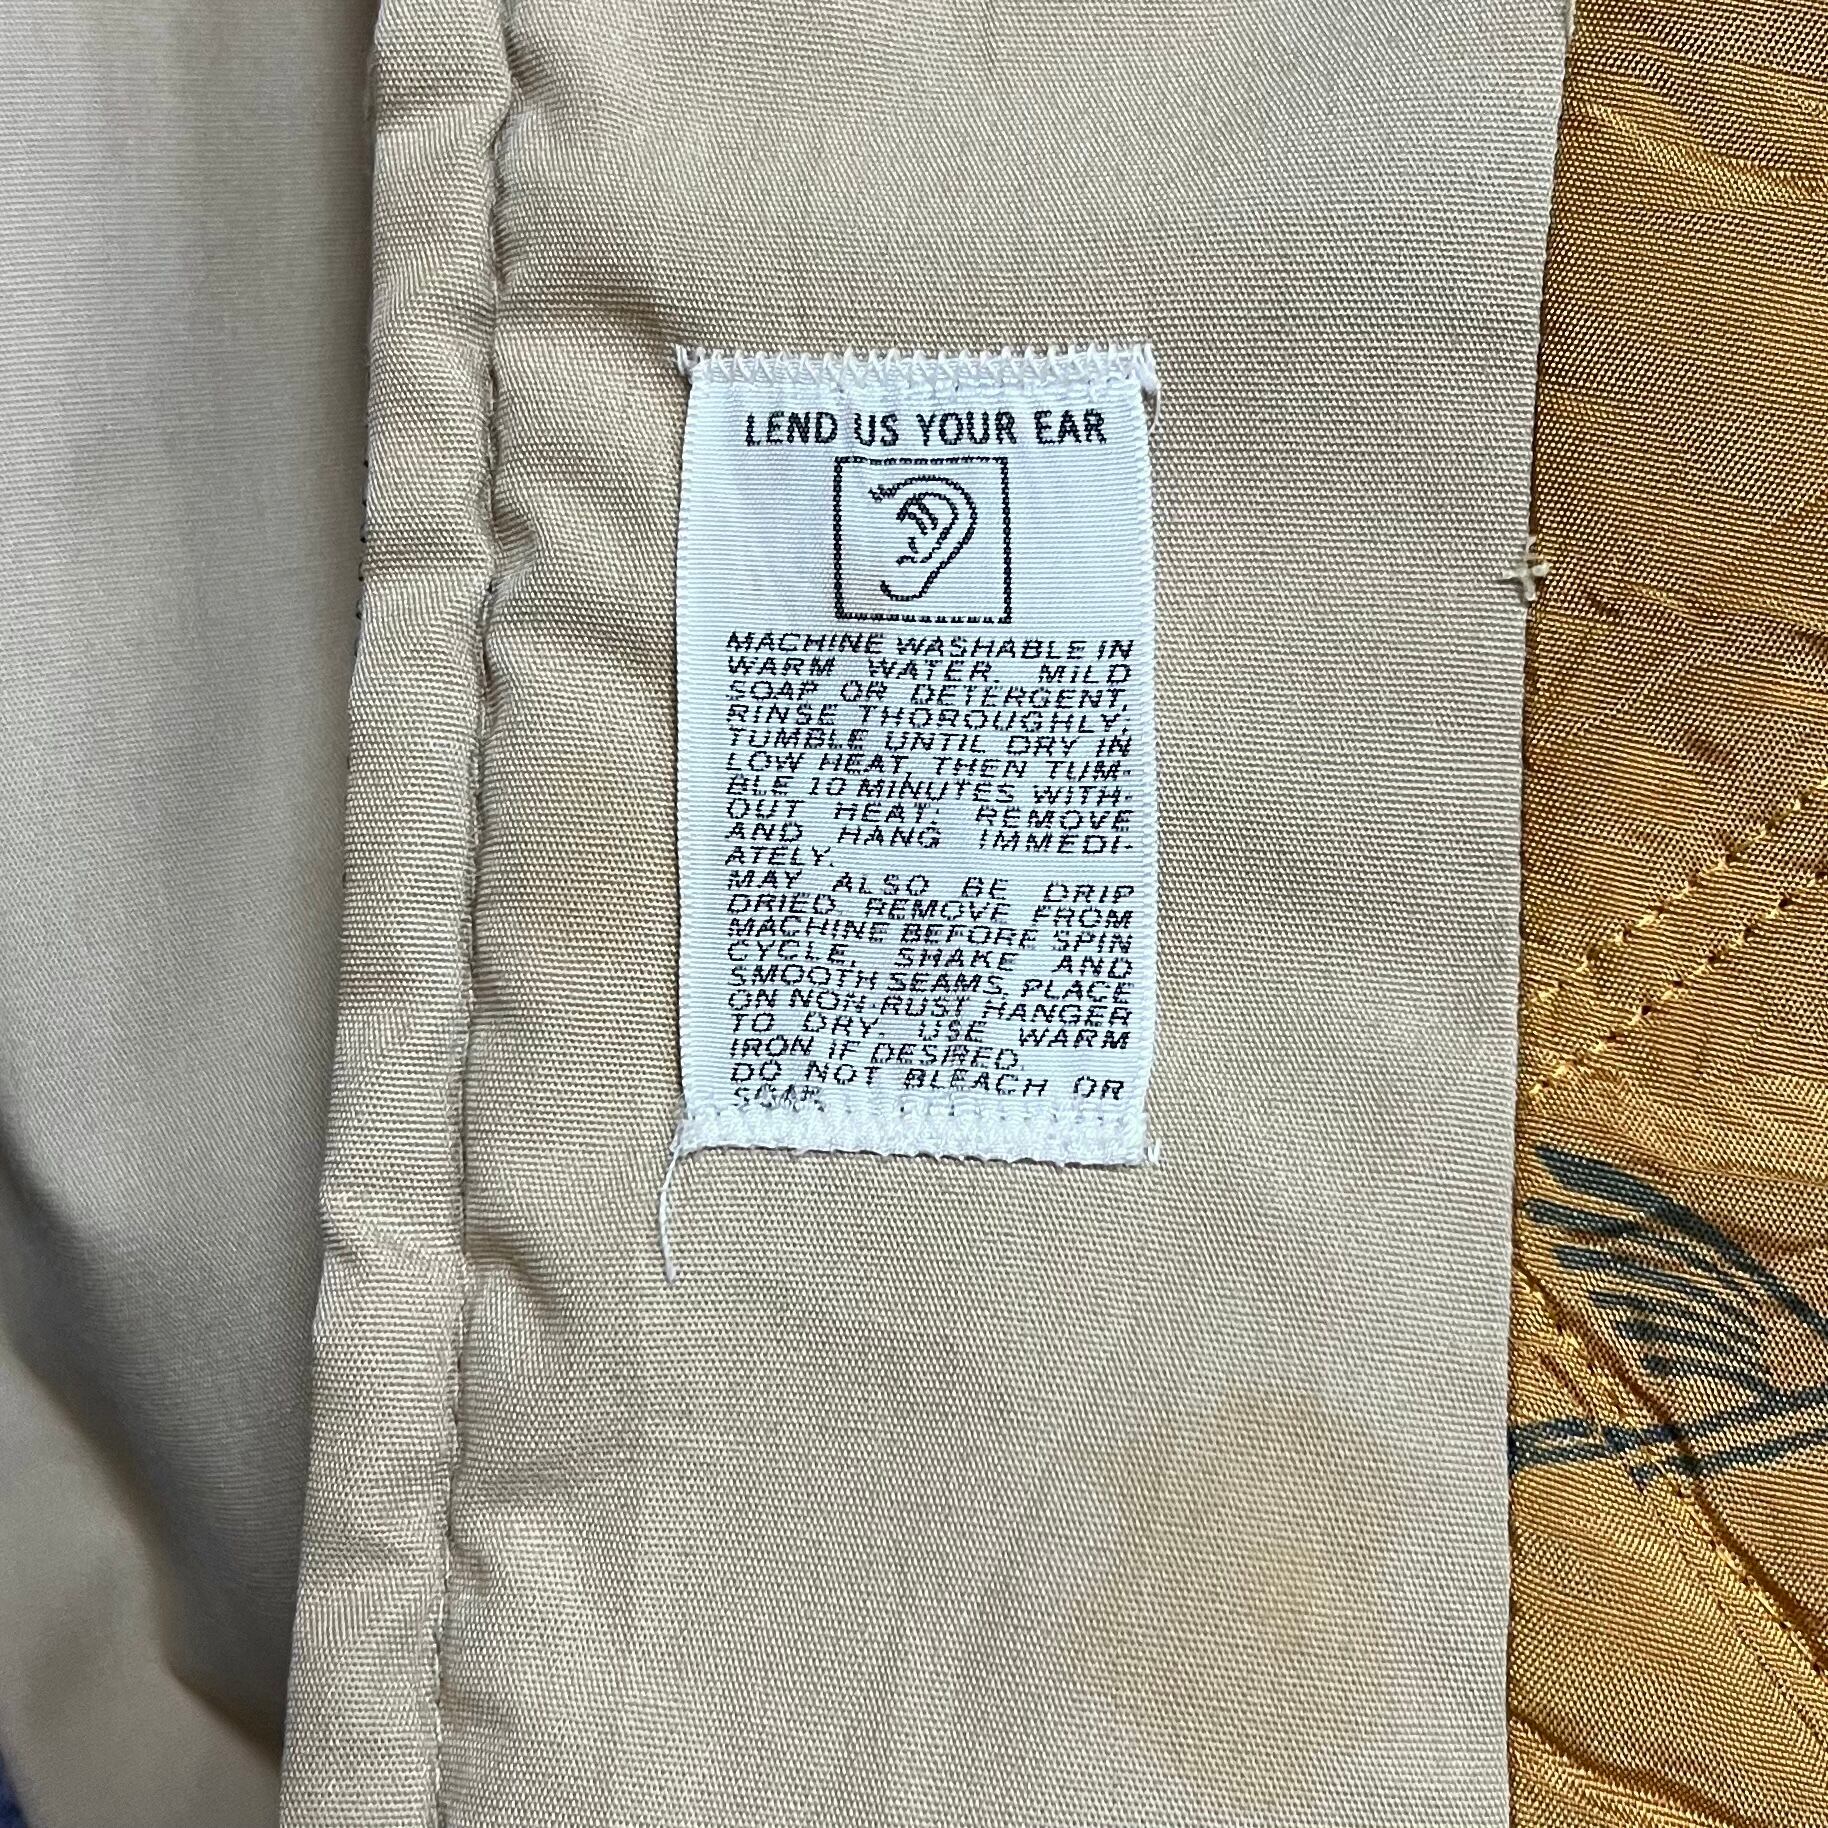 LEND US YOUR EAR
MACHINE WASHABLE IN
WARM WATER. MILD
SOAP OR DETERGENT,
RINSE THOROUGHLY,
TUMBLE UNTIL DRY IN
LOW HEAT, THEN TUM-
BLE 10 MINUTES WITH-
OUT HEAT. REMOVE
AND HANG IMMEDI-
ATELY.
MAY ALSO BE DRIP
DRIED. REMOVE FROM
MACHINE BEFORE SPIN
CYCLE, SHAKE AND
SMOOTH SEAMS, PLACE
ON NON-RUST HANGER
TO DRY. USE WARM
IRON IF DESIRED.
DO NOT BLEACH OR
SOAK